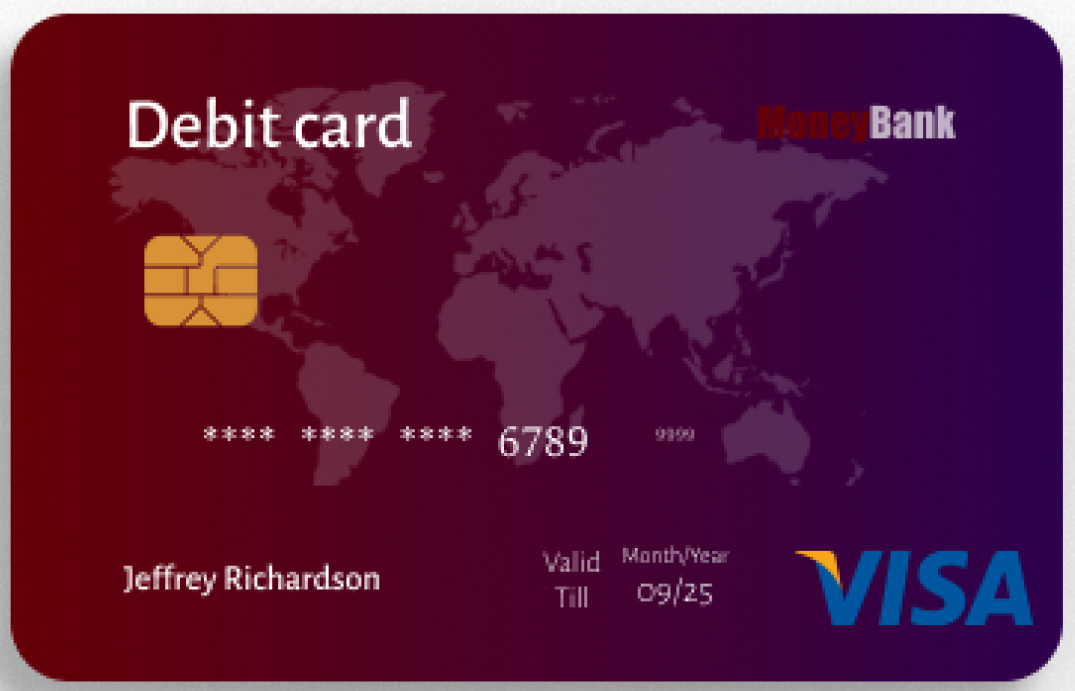 Debit card
MoneyBank
**** **** **** 6789 9999
Jeffrey Richardson
Valid Till
Month/Year
09/25
VISA